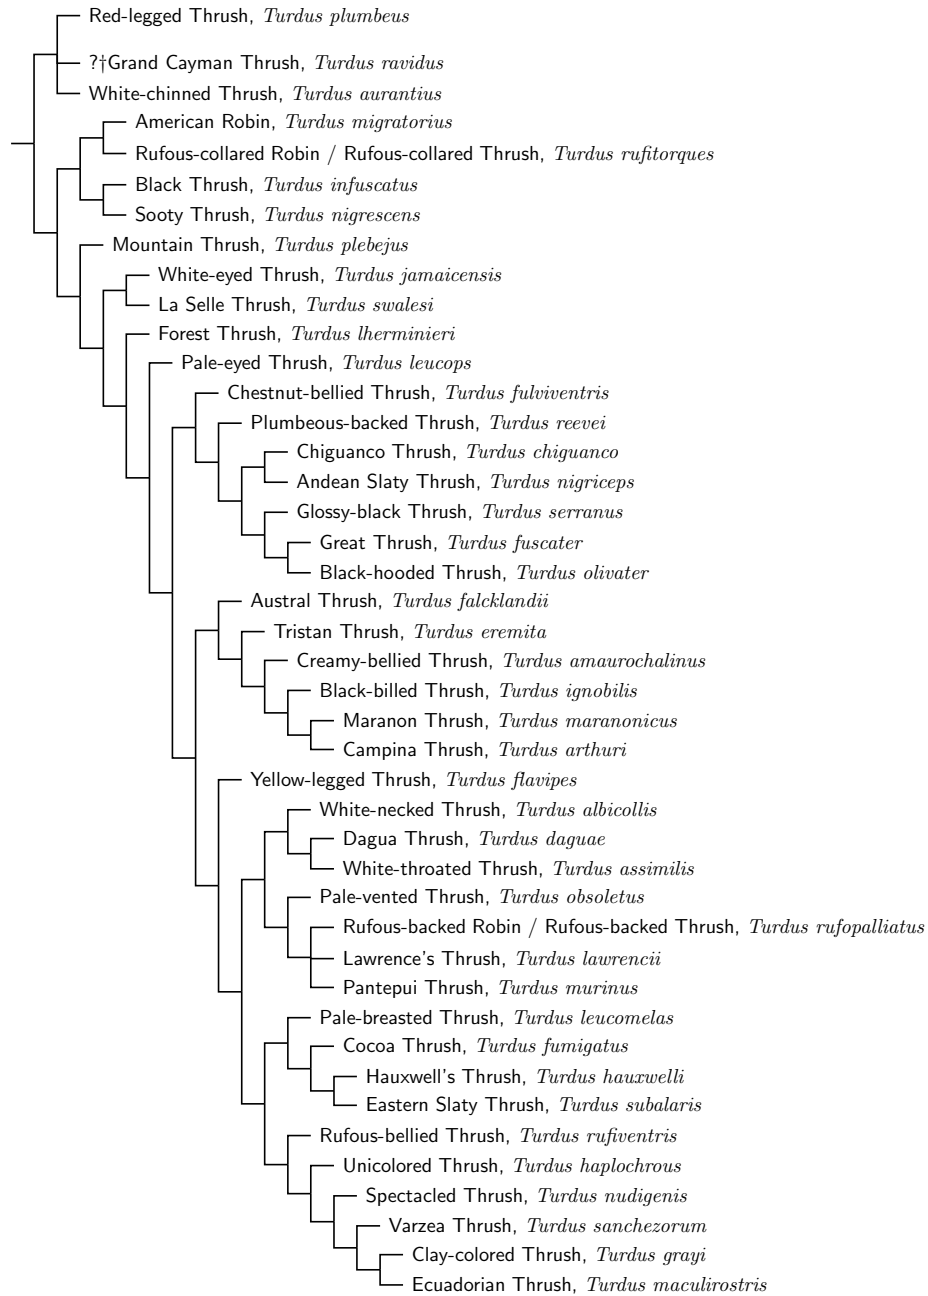 Red-legged Thrush, Turdus plumbeus
?†Grand Cayman Thrush, Turdus ravidus
White-chinned Thrush, Turdus aurantius
American Robin, Turdus migratorius
Rufous-collared Robin / Rufous-collared Thrush, Turdus rufitorques
Black Thrush, Turdus infuscatus
Sooty Thrush, Turdus nigrescens
Mountain Thrush, Turdus plebejus
White-eyed Thrush, Turdus jamaicensis
La Selle Thrush, Turdus swalesi
Forest Thrush, Turdus lherminieri
Pale-eyed Thrush, Turdus leucops
Chestnut-bellied Thrush, Turdus fulviventris
Plumbeous-backed Thrush, Turdus reevei
Chiguanco Thrush, Turdus chiguanco
Andean Slaty Thrush, Turdus nigriceps
Glossy-black Thrush, Turdus serranus
Great Thrush, Turdus fuscater
Black-hooded Thrush, Turdus olivater
Austral Thrush, Turdus falcklandii
Tristan Thrush, Turdus eremita
Creamy-bellied Thrush, Turdus amaurochalinus
Black-billed Thrush, Turdus ignobilis
Maranon Thrush, Turdus maranonicus
Campina Thrush, Turdus arthuri
Yellow-legged Thrush, Turdus flavipes
White-necked Thrush, Turdus albicollis
Dagua Thrush, Turdus daguae
White-throated Thrush, Turdus assimilis
Pale-vented Thrush, Turdus obsoletus
Rufous-backed Robin / Rufous-backed Thrush, Turdus rufopalliatus
Lawrence's Thrush, Turdus lawrencii
Pantepui Thrush, Turdus murinus
Pale-breasted Thrush, Turdus leucomelas
Cocoa Thrush, Turdus fumigatus
Hauxwell's Thrush, Turdus hauxwelli
Eastern Slaty Thrush, Turdus subalaris
Rufous-bellied Thrush, Turdus rufiventris
Unicolored Thrush, Turdus haplochrous
Spectacled Thrush, Turdus nudigenis
Varzea Thrush, Turdus sanchezorum
Clay-colored Thrush, Turdus grayi
Ecuadorian Thrush, Turdus maculirostris